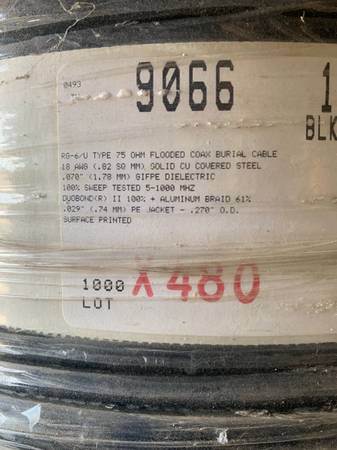 0493
9066
1
BLK
RG-6/U TYPE 75 OHM FLOODED COAX BURIAL CABLE
18 AWG (.82 SQ MM) SOLID CU COVERED STEEL
.070" (1.78 MM) GIFPE DIELECTRIC
100% SWEEP TESTED 5-1000 MHZ
DUOBOND(R) II 100% + ALUMINUM BRAID 61%
.029" (.74 MM) PE JACKET - .270" O.D.
SURFACE PRINTED
1000 X480
LOT